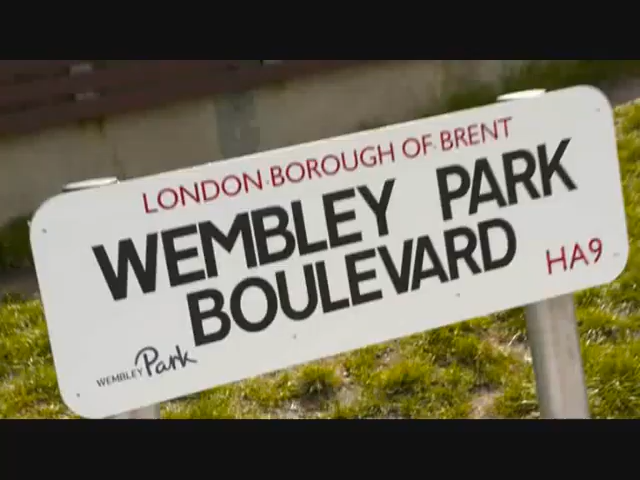 LONDON BOROUGH OF BRENT
WEMBLEY PARK
BOULEVARD
HA9
WEMBLEY Park